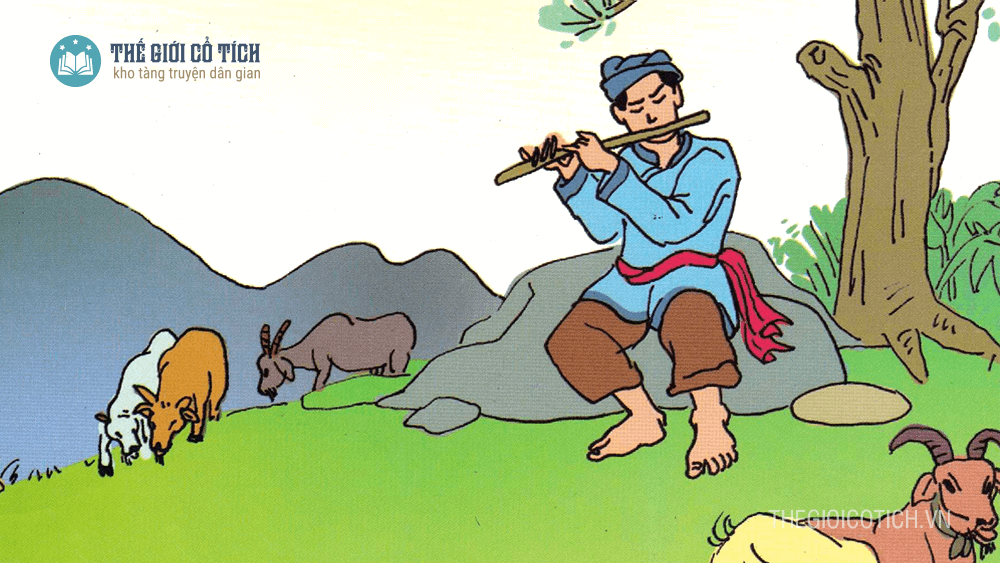 THẾ GIỚI CỔ TÍCH
kho tàng truyện dân gian
THEGIOICOTICH.VN